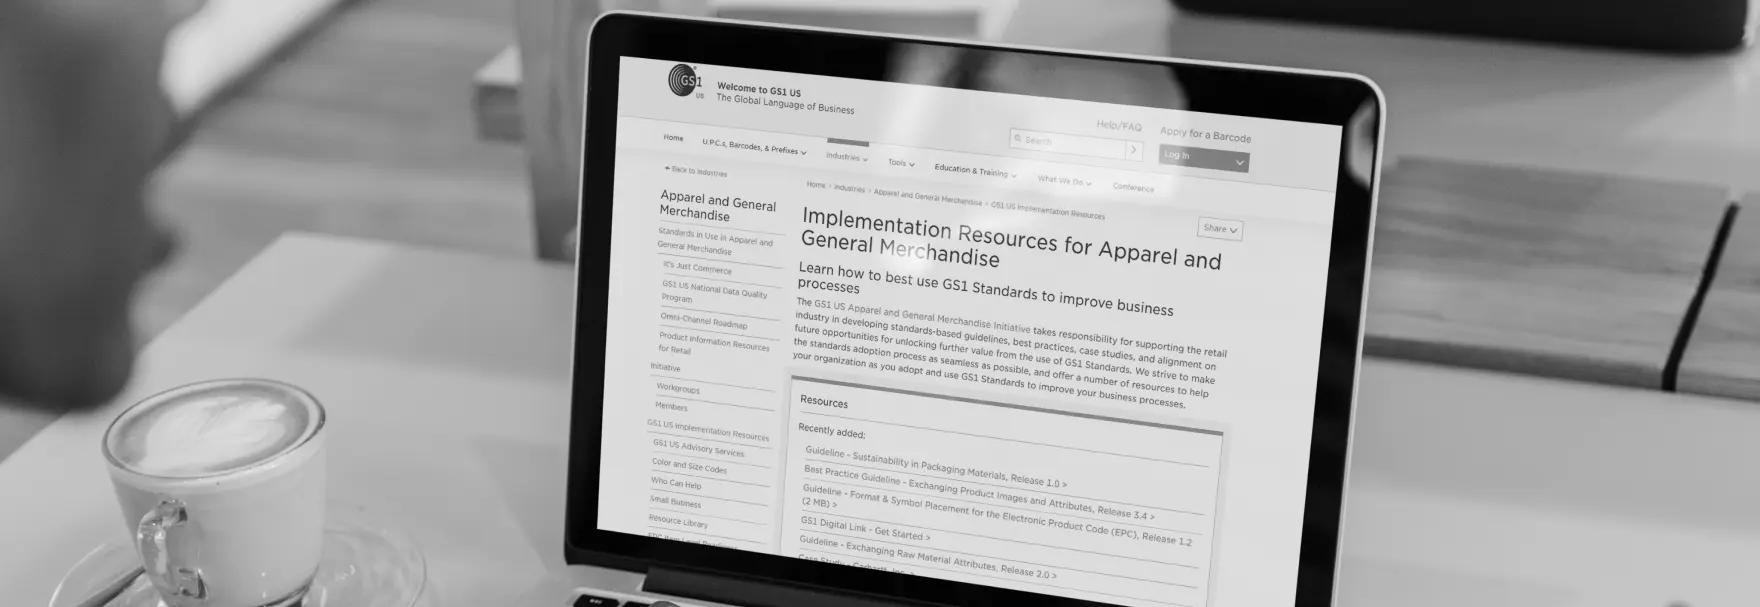 GS1
US
Welcome to GS1 US
The Global Language of Business
Help/FAQ
Apply for a Barcode
Search
Log In
Home
U.P.C.s, Barcodes, & Prefixes
Industries
Tools
Education & Training
What We Do
Conference
Back to Industries
Apparel and General
Merchandise
Standards in Use in Apparel and
General Merchandise
It's Just Commerce
GS1 US National Data Quality
Program
Omni-Channel Roadmap
Product Information Resources
for Retail
Initiative
Workgroups
Members
GS1 US Implementation Resources
GS1 US Advisory Services
Color and Size Codes
Who Can Help
Small Business
Resource Library
Home > Industries > Apparel and General Merchandise > GS1 US Implementation Resources
Share
Implementation Resources for Apparel and
General Merchandise
Learn how to best use GS1 Standards to improve business
processes
The GS1 US Apparel and General Merchandise Initiative takes responsibility for supporting the retail
industry in developing standards-based guidelines, best practices, case studies, and alignment on
future opportunities for unlocking further value from the use of GS1 Standards. We strive to make
the standards adoption process as seamless as possible, and offer a number of resources to help
your organization as you adopt and use GS1 Standards to improve your business processes.
Resources
Recently added:
Guideline - Sustainability in Packaging Materials, Release 1.0 >
Best Practice Guideline - Exchanging Product Images and Attributes, Release 3.4 >
Guideline - Format & Symbol Placement for the Electronic Product Code (EPC), Release 1.2
(2 MB) >
GS1 Digital Link - Get Started >
Guideline - Exchanging Raw Material Attributes, Release 2.0 >
Case Study - Carhartt, Inc. >